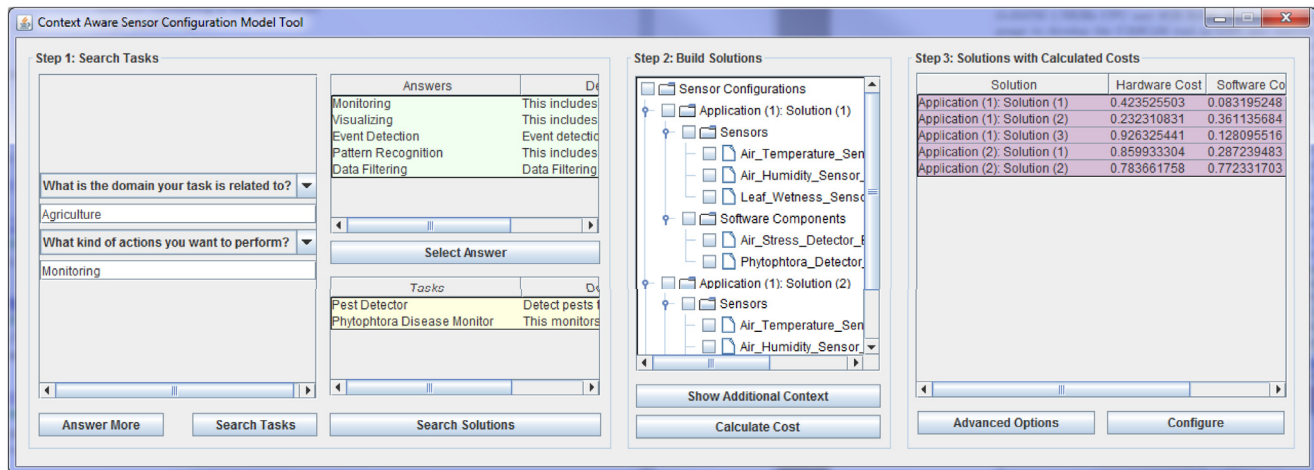 Context Aware Sensor Configuration Model Tool
Step 1: Search Tasks
What is the domain your task is related to?
Agriculture
What kind of actions you want to perform?
Monitoring
Answer More
Search Tasks
Answers De
Monitoring This includes
Visualizing This includes
Event Detection Event detectic
Pattern Recognition This includes
Data Filtering Data Filtering
Select Answer
Tasks De
Pest Detector Detect pests t
Phytophtora Disease Monitor This monitors
Search Solutions
Step 2: Build Solutions
Sensor Configurations
Application (1): Solution (1)
Sensors
Air_Temperature_Sen
Air_Humidity_Sensor_
Leaf_Wetness_Senso
Software Components
Air_Stress_Detector_E
Phytophtora_Detector_
Application (1): Solution (2)
Sensors
Air_Temperature_Sen
Air_Humidity_Sensor_
Show Additional Context
Calculate Cost
Step 3: Solutions with Calculated Costs
Solution Hardware Cost Software Co
Application (1): Solution (1) 0.423525503 0.083195248
Application (1): Solution (2) 0.232310831 0.361135684
Application (1): Solution (3) 0.926325441 0.128095516
Application (2): Solution (1) 0.859933304 0.287239483
Application (2): Solution (2) 0.783661758 0.772331703
Advanced Options
Configure